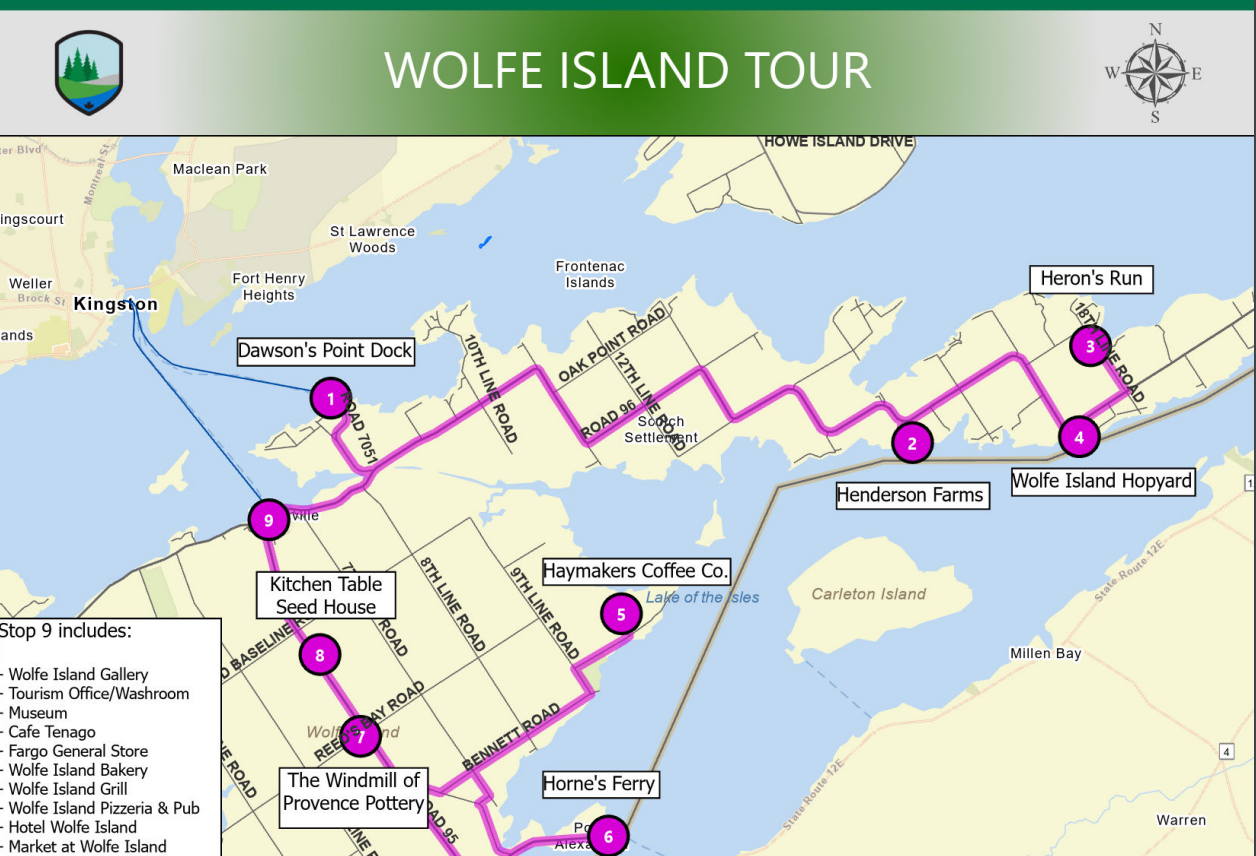 WOLFE ISLAND TOUR
N
W
E
S
HOWE ISLAND DRIVE
Montreal St
Maclean Park
ingscourt
St Lawrence
Woods
Frontenac
Islands
Fort Henry
Heights
Weller
Brock St
Kingston
ands
Heron's Run
18TH LINE ROAD
3
Dawson's Point Dock
1
ROAD 7051
10TH LINE ROAD
OAK POINT ROAD
12TH LINE ROAD
ROAD 96
Scotch
Settlement
2
4
Henderson Farms
Wolfe Island Hopyard
1
9
ville
Kitchen Table
Seed House
8TH LINE ROAD
9TH LINE ROAD
Haymakers Coffee Co.
5
Lake of the Isles
Carleton Island
State Route 12E
Millen Bay
8
BASELINE
ROAD
REED'S BAY ROAD
7
BENNETT ROAD
The Windmill of
Provence Pottery
Horne's Ferry
6
State Route 12E
4
Warren
Stop 9 includes:
- Wolfe Island Gallery
- Tourism Office/Washroom
- Museum
- Cafe Tenago
- Fargo General Store
- Wolfe Island Bakery
- Wolfe Island Grill
- Wolfe Island Pizzeria & Pub
- Hotel Wolfe Island
- Market at Wolfe Island